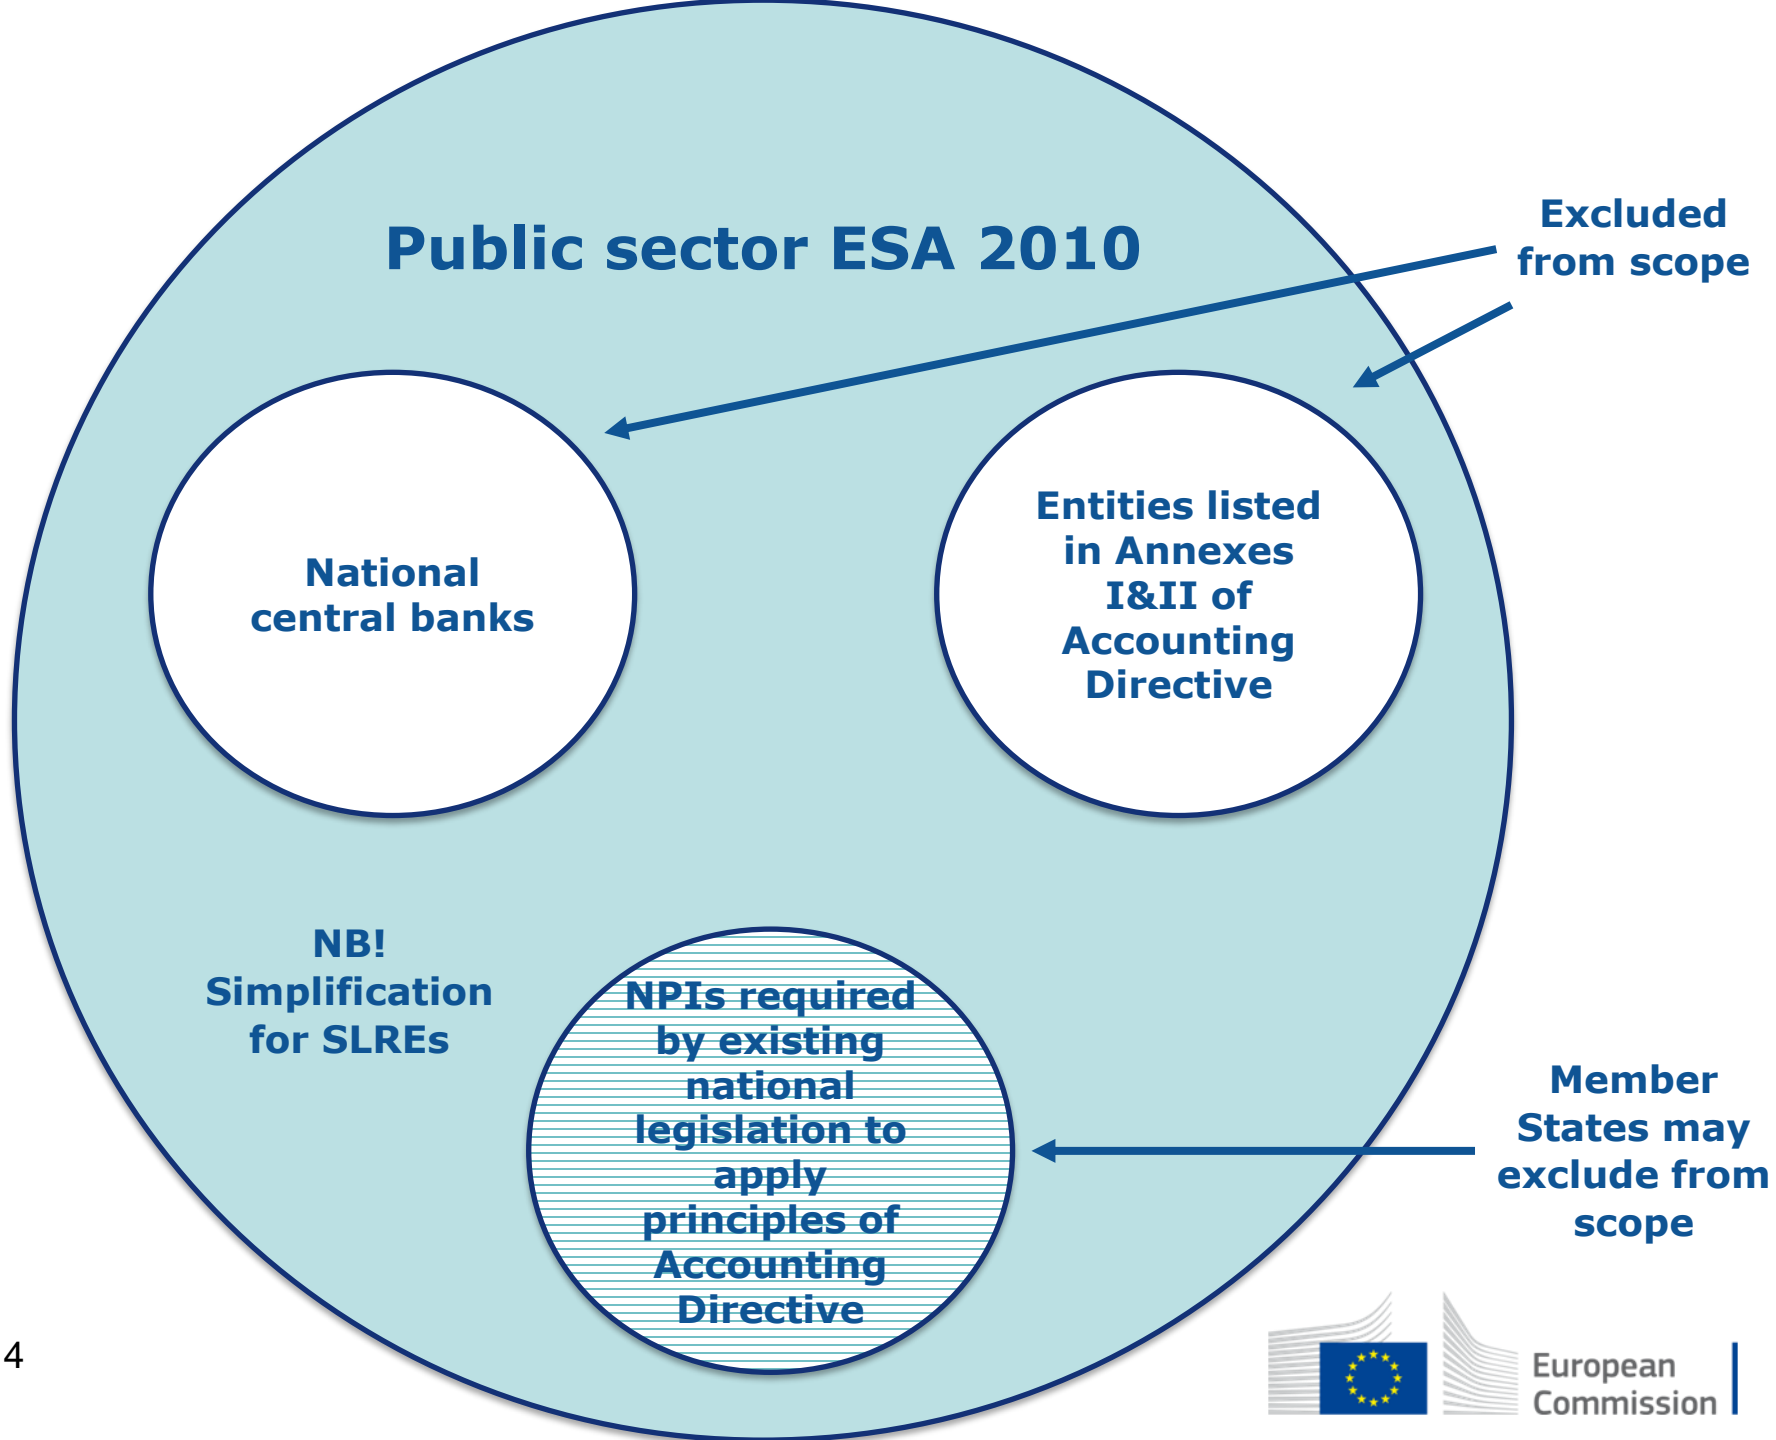 Public sector ESA 2010
Excluded
from scope
National
central banks
Entities listed
in Annexes
I&II of
Accounting
Directive
NB!
Simplification
for SLREs
NPIs required
by existing
national
legislation to
apply
principles of
Accounting
Directive
Member
States may
exclude from
scope
4
European
Commission